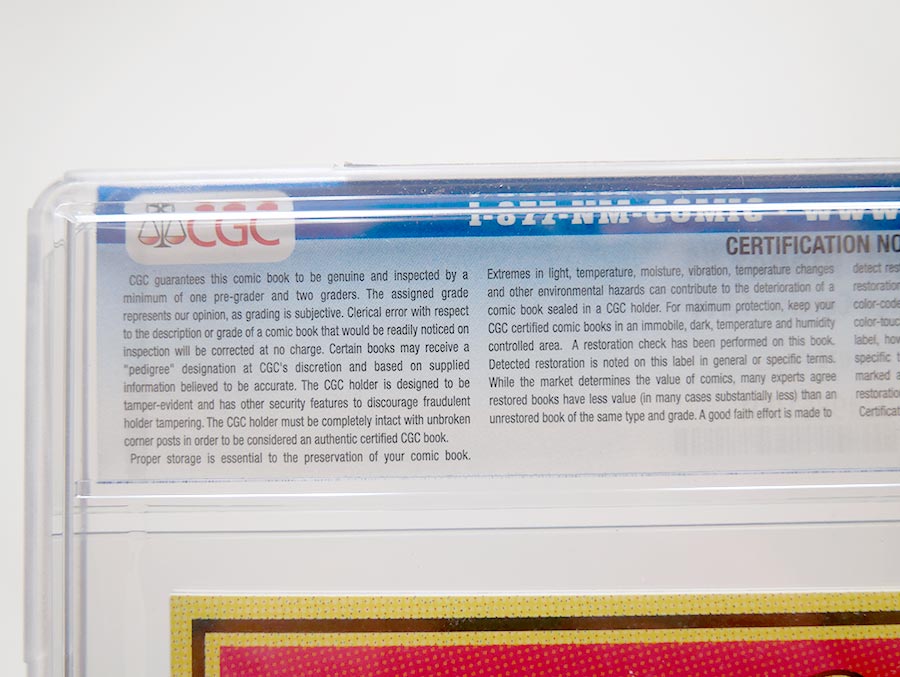 CGC
1-877-NM-COMIC - WWW
CERTIFICATION NO
CGC guarantees this comic book to be genuine and inspected by a
minimum of one pre-grader and two graders. The assigned grade
represents our opinion, as grading is subjective. Clerical error with respect
to the description or grade of a comic book that would be readily noticed on
inspection will be corrected at no charge. Certain books may receive a
"pedigree" designation at CGC's discretion and based on supplied
information believed to be accurate. The CGC holder is designed to be
tamper-evident and has other security features to discourage fraudulent
holder tampering. The CGC holder must be completely intact with unbroken
corner posts in order to be considered an authentic certified CGC book.
Proper storage is essential to the preservation of your comic book.
Extremes in light, temperature, moisture, vibration, temperature changes
and other environmental hazards can contribute to the deterioration of a
comic book sealed in a CGC holder. For maximum protection, keep your
CGC certified comic books in an immobile, dark, temperature and humidity
controlled area. A restoration check has been performed on this book.
Detected restoration is noted on this label in general or specific terms.
While the market determines the value of comics, many experts agree
restored books have less value (in many cases substantially less) than an
unrestored book of the same type and grade. A good faith effort is made to
detect res
restoration
color-code
color-touc
label, how
specific t
marked a
restoratio
Certificat